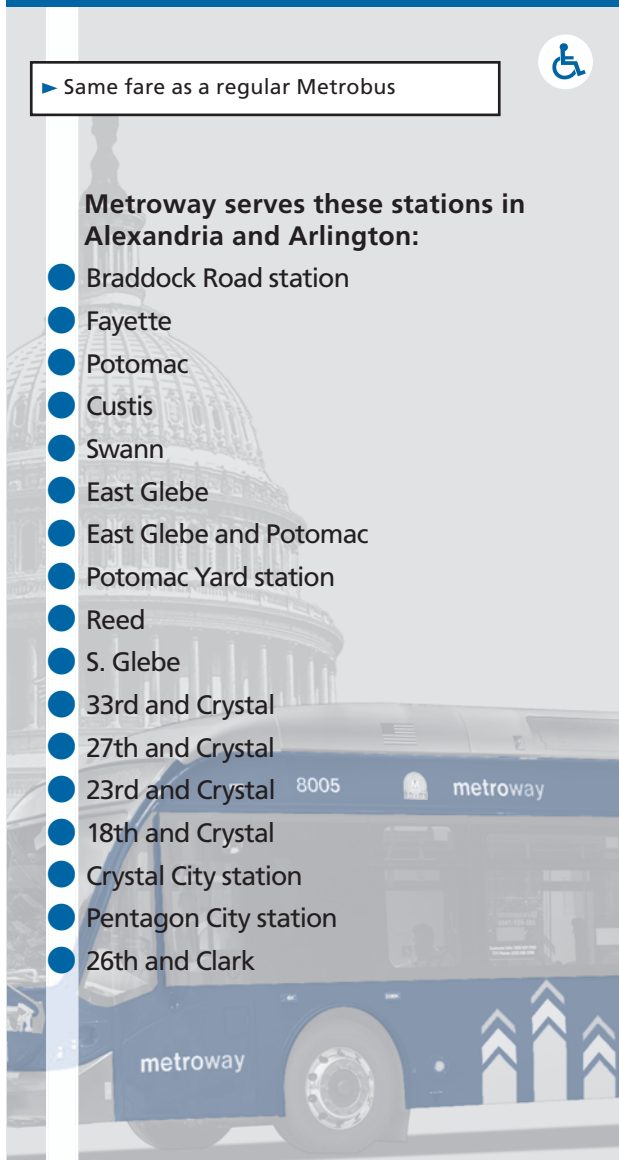 ► Same fare as a regular Metrobus
Metroway serves these stations in
Alexandria and Arlington:
Braddock Road station
Fayette
Potomac
Custis
Swann
East Glebe
East Glebe and Potomac
Potomac Yard station
Reed
S. Glebe
33rd and Crystal
27th and Crystal
23rd and Crystal
8005
metroway
18th and Crystal
Crystal City station
Pentagon City station
26th and Clark
metroway